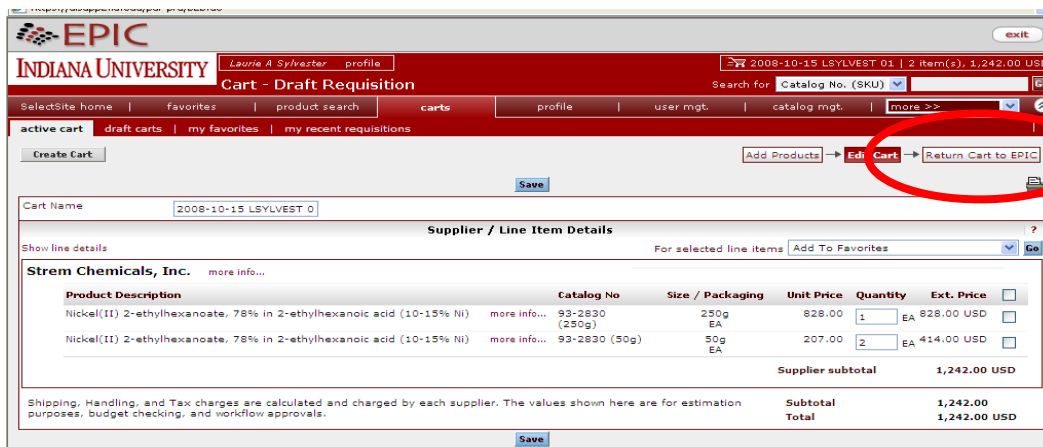 EPIC
exit
INDIANA UNIVERSITY
Laurie A Sylvester profile
2008-10-15 LSYLVEST 01 | 2 item(s), 1,242.00 USD
Cart - Draft Requisition
Search for Catalog No. (SKU)
SelectSite home | favorites | product search carts profile | user mgt. | catalog mgt. | more >>
active cart draft carts | my favorites | my recent requisitions
Create Cart
Add Products Edit Cart Return Cart to EPIC
Save
Cart Name 2008-10-15 LSYLVEST 0
Supplier / Line Item Details ?
Show line details For selected line items Add To Favorites Go
Strem Chemicals, Inc. more info...
Product Description Catalog No Size / Packaging Unit Price Quantity Ext. Price
Nickel(II) 2-ethylhexanoate, 78% in 2-ethylhexanoic acid (10-15% Ni) more info... 93-2830 (250g) 250g EA 828.00 1 EA 828.00 USD
Nickel(II) 2-ethylhexanoate, 78% in 2-ethylhexanoic acid (10-15% Ni) more info... 93-2830 (50g) 50g EA 207.00 2 EA 414.00 USD
Supplier subtotal 1,242.00 USD
Shipping, Handling, and Tax charges are calculated and charged by each supplier. The values shown here are for estimation
purposes, budget checking, and workflow approvals.
Subtotal 1,242.00
Total 1,242.00 USD
Save